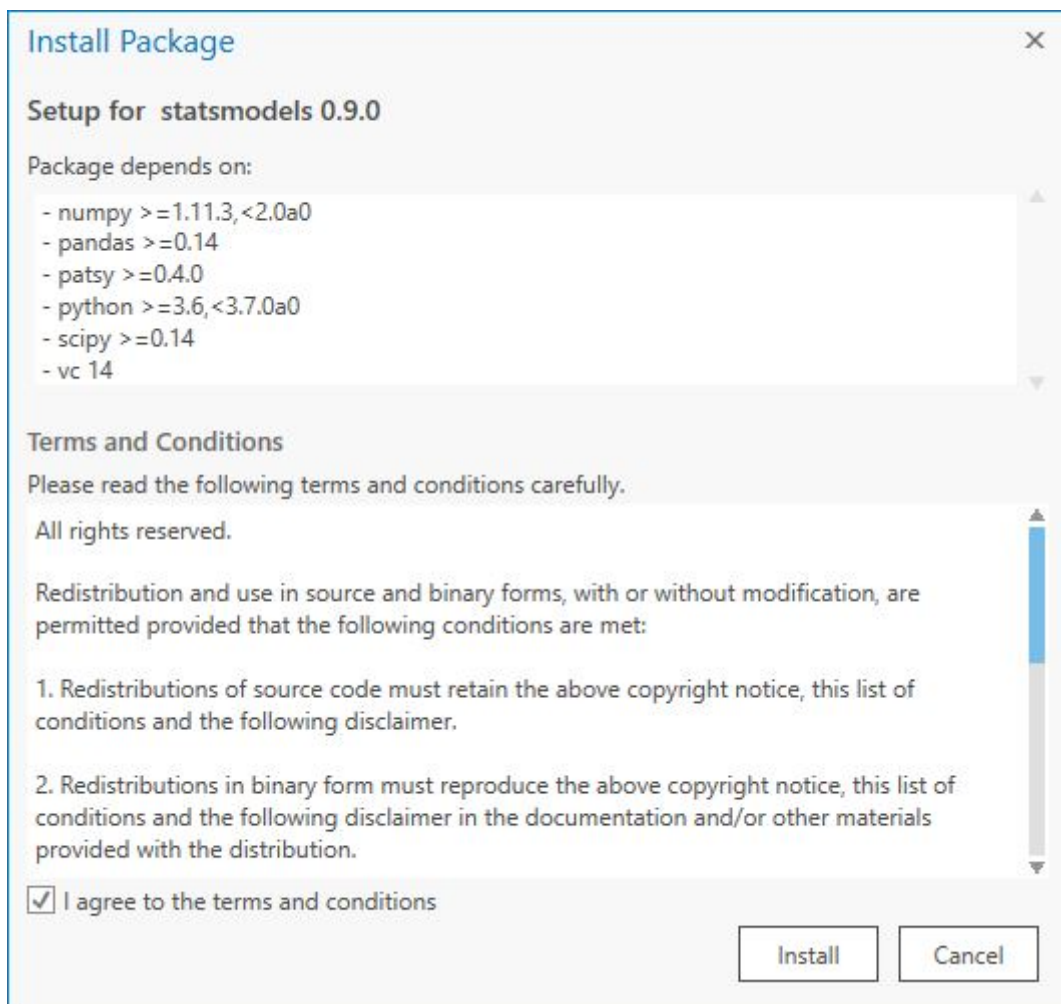 Install Package
Setup for statsmodels 0.9.0
Package depends on:
- numpy >=1.11.3,<2.0a0
- pandas >=0.14
- patsy >=0.4.0
- python >=3.6,<3.7.0a0
- scipy >=0.14
- vc 14
Terms and Conditions
Please read the following terms and conditions carefully.
All rights reserved.
Redistribution and use in source and binary forms, with or without modification, are
permitted provided that the following conditions are met:
1. Redistributions of source code must retain the above copyright notice, this list of
conditions and the following disclaimer.
2. Redistributions in binary form must reproduce the above copyright notice, this list of
conditions and the following disclaimer in the documentation and/or other materials
provided with the distribution.
I agree to the terms and conditions
Install
Cancel